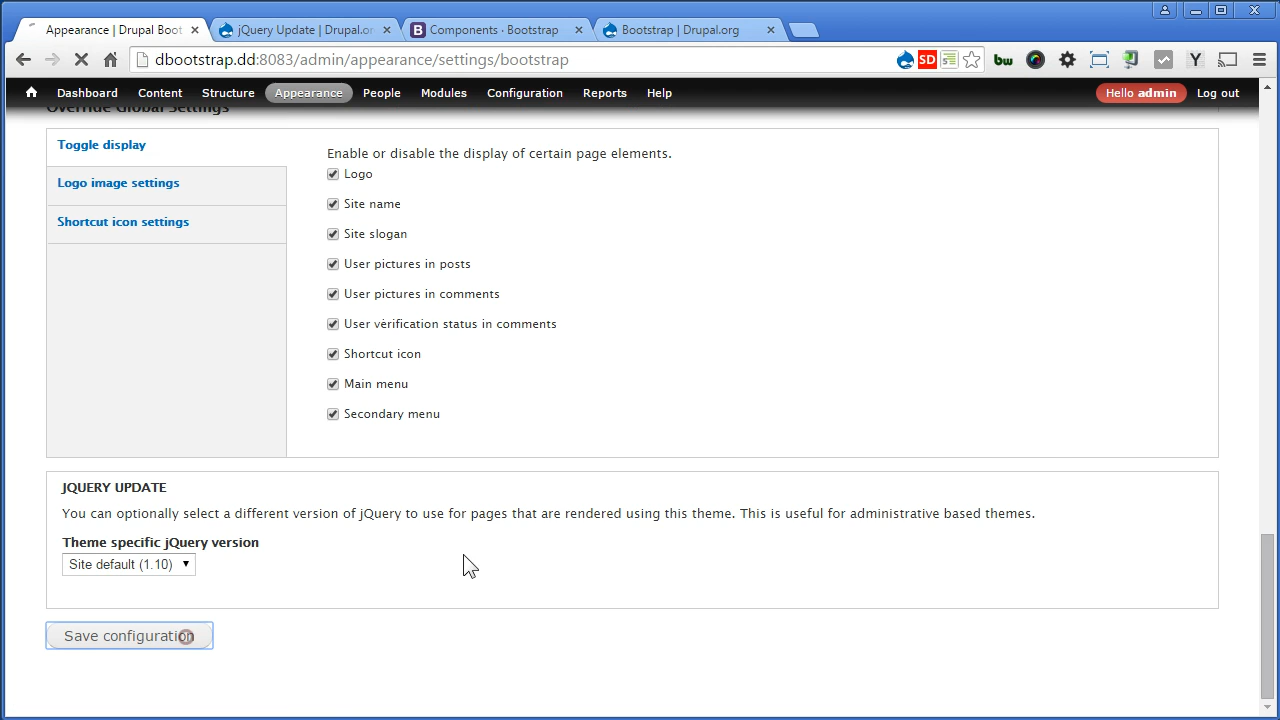 Appearance | Drupal Boot
jQuery Update | Drupal.or
Components · Bootstrap
Bootstrap | Drupal.org
dbootstrap.dd:8083/admin/appearance/settings/bootstrap
SD
bw
Y
Dashboard Content Structure Appearance People Modules Configuration Reports Help Hello admin Log out
Override Global Settings
Toggle display
Logo image settings
Shortcut icon settings
Enable or disable the display of certain page elements.
Logo
Site name
Site slogan
User pictures in posts
User pictures in comments
User verification status in comments
Shortcut icon
Main menu
Secondary menu
JQUERY UPDATE
You can optionally select a different version of jQuery to use for pages that are rendered using this theme. This is useful for administrative based themes.
Theme specific jQuery version
Site default (1.10)
Save configuration